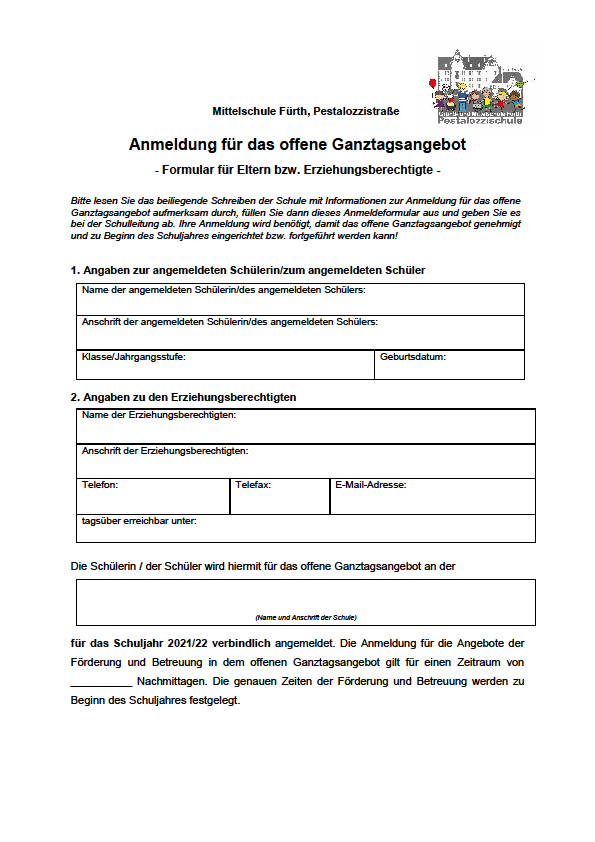 Grund- und Mittelschule Fürth
Pestalozzischule
Mittelschule Fürth, Pestalozzistraße
Anmeldung für das offene Ganztagsangebot
- Formular für Eltern bzw. Erziehungsberechtigte -
Bitte lesen Sie das beiliegende Schreiben der Schule mit Informationen zur Anmeldung für das offene
Ganztagsangebot aufmerksam durch, füllen Sie dann dieses Anmeldeformular aus und geben Sie es
bei der Schulleitung ab. Ihre Anmeldung wird benötigt, damit das offene Ganztagsangebot genehmigt
und zu Beginn des Schuljahres eingerichtet bzw. fortgeführt werden kann!
1. Angaben zur angemeldeten Schülerin/zum angemeldeten Schüler
Name der angemeldeten Schülerin/des angemeldeten Schülers:
Anschrift der angemeldeten Schülerin/des angemeldeten Schülers:
Klasse/Jahrgangsstufe: Geburtsdatum:
2. Angaben zu den Erziehungsberechtigten
Name der Erziehungsberechtigten:
Anschrift der Erziehungsberechtigten:
Telefon: Telefax: E-Mail-Adresse:
tagsüber erreichbar unter:
Die Schülerin / der Schüler wird hiermit für das offene Ganztagsangebot an der
(Name und Anschrift der Schule)
für das Schuljahr 2021/22 verbindlich angemeldet. Die Anmeldung für die Angebote der
Förderung und Betreuung in dem offenen Ganztagsangebot gilt für einen Zeitraum von
__________ Nachmittagen. Die genauen Zeiten der Förderung und Betreuung werden zu
Beginn des Schuljahres festgelegt.